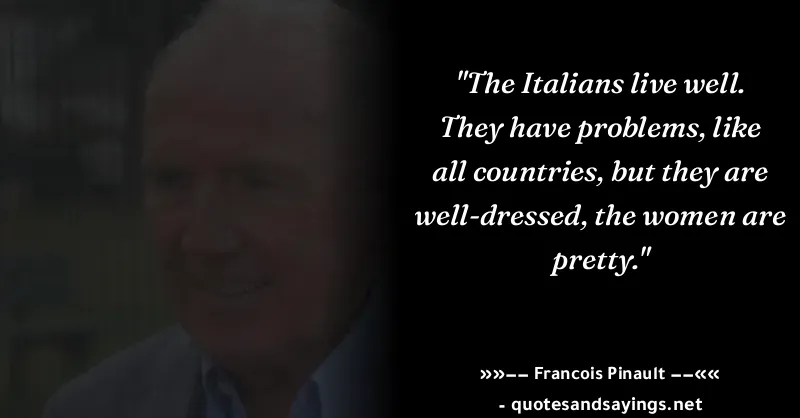 "The Italians live well.
They have problems, like
all countries, but they are
well-dressed, the women are
pretty."
»»−− Francois Pinault −−««
- quotesandsayings.net